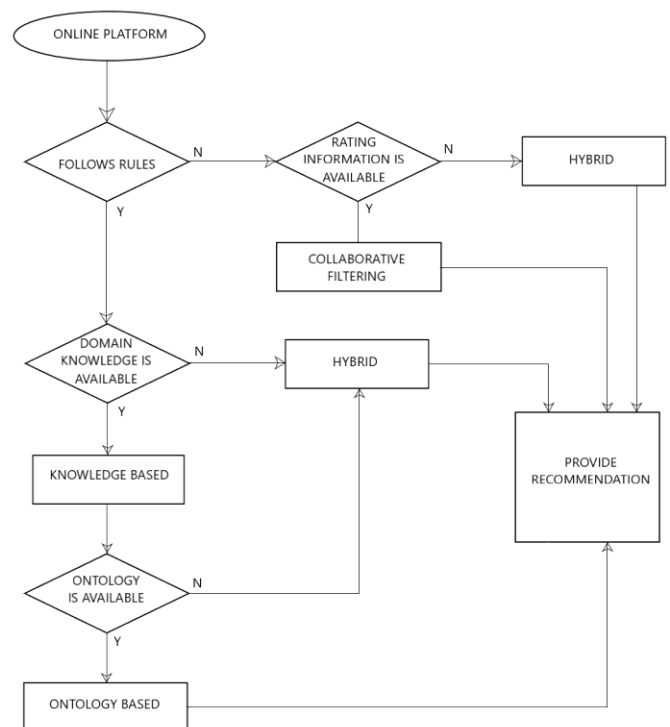 ONLINE PLATFORM
FOLLOWS RULES
N
RATING
INFORMATION IS
AVAILABLE
N
HYBRID
Y
Y
COLLABORATIVE
FILTERING
DOMAIN
KNOWLEDGE IS
AVAILABLE
N
HYBRID
Y
KNOWLEDGE BASED
PROVIDE
RECOMMENDATION
ONTOLOGY
IS AVAILABLE
N
Y
ONTOLOGY BASED